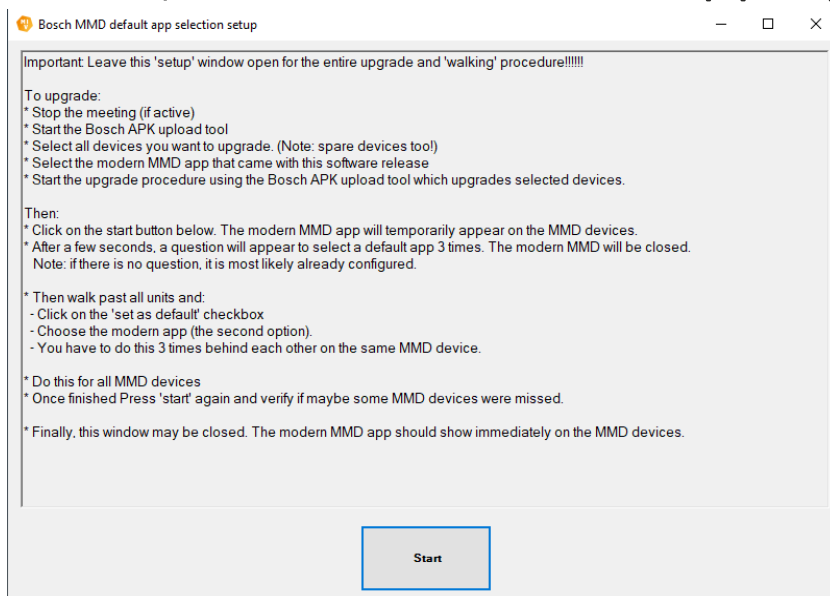 Bosch MMD default app selection setup
Important: Leave this 'setup' window open for the entire upgrade and 'walking' procedure!!!!!!
To upgrade:
* Stop the meeting (if active)
* Start the Bosch APK upload tool
* Select all devices you want to upgrade. (Note: spare devices too!)
* Select the modern MMD app that came with this software release
* Start the upgrade procedure using the Bosch APK upload tool which upgrades selected devices.
Then:
* Click on the start button below. The modern MMD app will temporarily appear on the MMD devices.
* After a few seconds, a question will appear to select a default app 3 times. The modern MMD will be closed.
Note: if there is no question, it is most likely already configured.
* Then walk past all units and:
- Click on the 'set as default' checkbox
- Choose the modern app (the second option).
- You have to do this 3 times behind each other on the same MMD device.
* Do this for all MMD devices
* Once finished Press 'start' again and verify if maybe some MMD devices were missed.
* Finally, this window may be closed. The modern MMD app should show immediately on the MMD devices.
Start